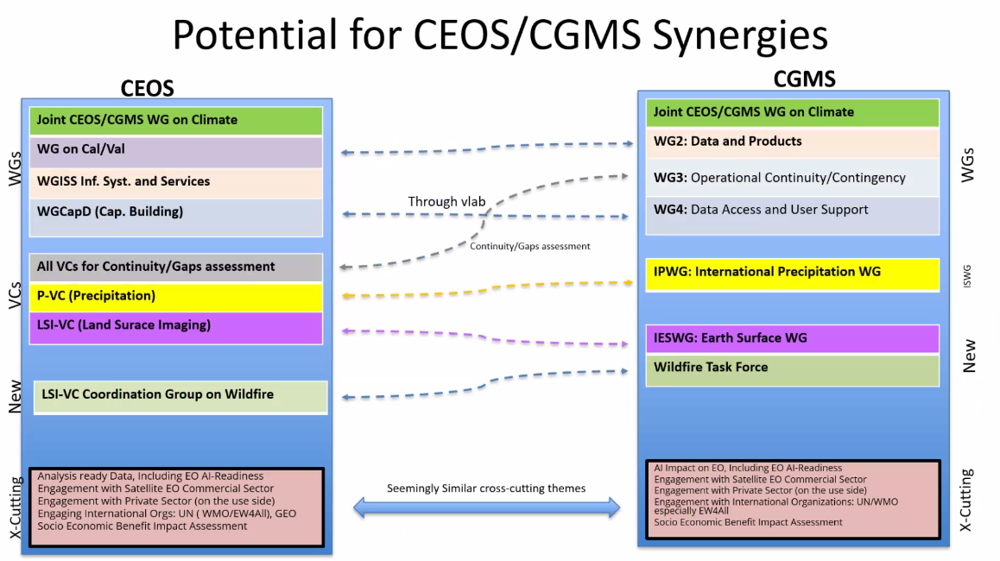 Potential for CEOS/CGMS Synergies
CEOS
WGs
Joint CEOS/CGMS WG on Climate
WG on Cal/Val
WGISS Inf. Syst. and Services
WGCapD (Cap. Building)
VCs
All VCs for Continuity/Gaps assessment
P-VC (Precipitation)
LSI-VC (Land Surace Imaging)
New
LSI-VC Coordination Group on Wildfire
X-Cutting
Analysis ready Data, Including EO AI-Readiness
Engagement with Satellite EO Commercial Sector
Engagement with Private Sector (on the use side)
Engaging International Orgs: UN ( WMO/EW4All), GEO
Socio Economic Benefit Impact Assessment
Through vlab
Continuity/Gaps assessment
Seemingly Similar cross-cutting themes
CGMS
Joint CEOS/CGMS WG on Climate
WG2: Data and Products
WG3: Operational Continuity/Contingency
WG4: Data Access and User Support
WGs
IPWG: International Precipitation WG
ISWG
IESWG: Earth Surface WG
Wildfire Task Force
New
AI Impact on EO, Including EO AI-Readiness
Engagement with Satellite EO Commercial Sector
Engagement with Private Sector (on the use side)
Engagement with International Organizations: UN/WMO
especially EW4All
Socio Economic Benefit Impact Assessment
X-Cutting